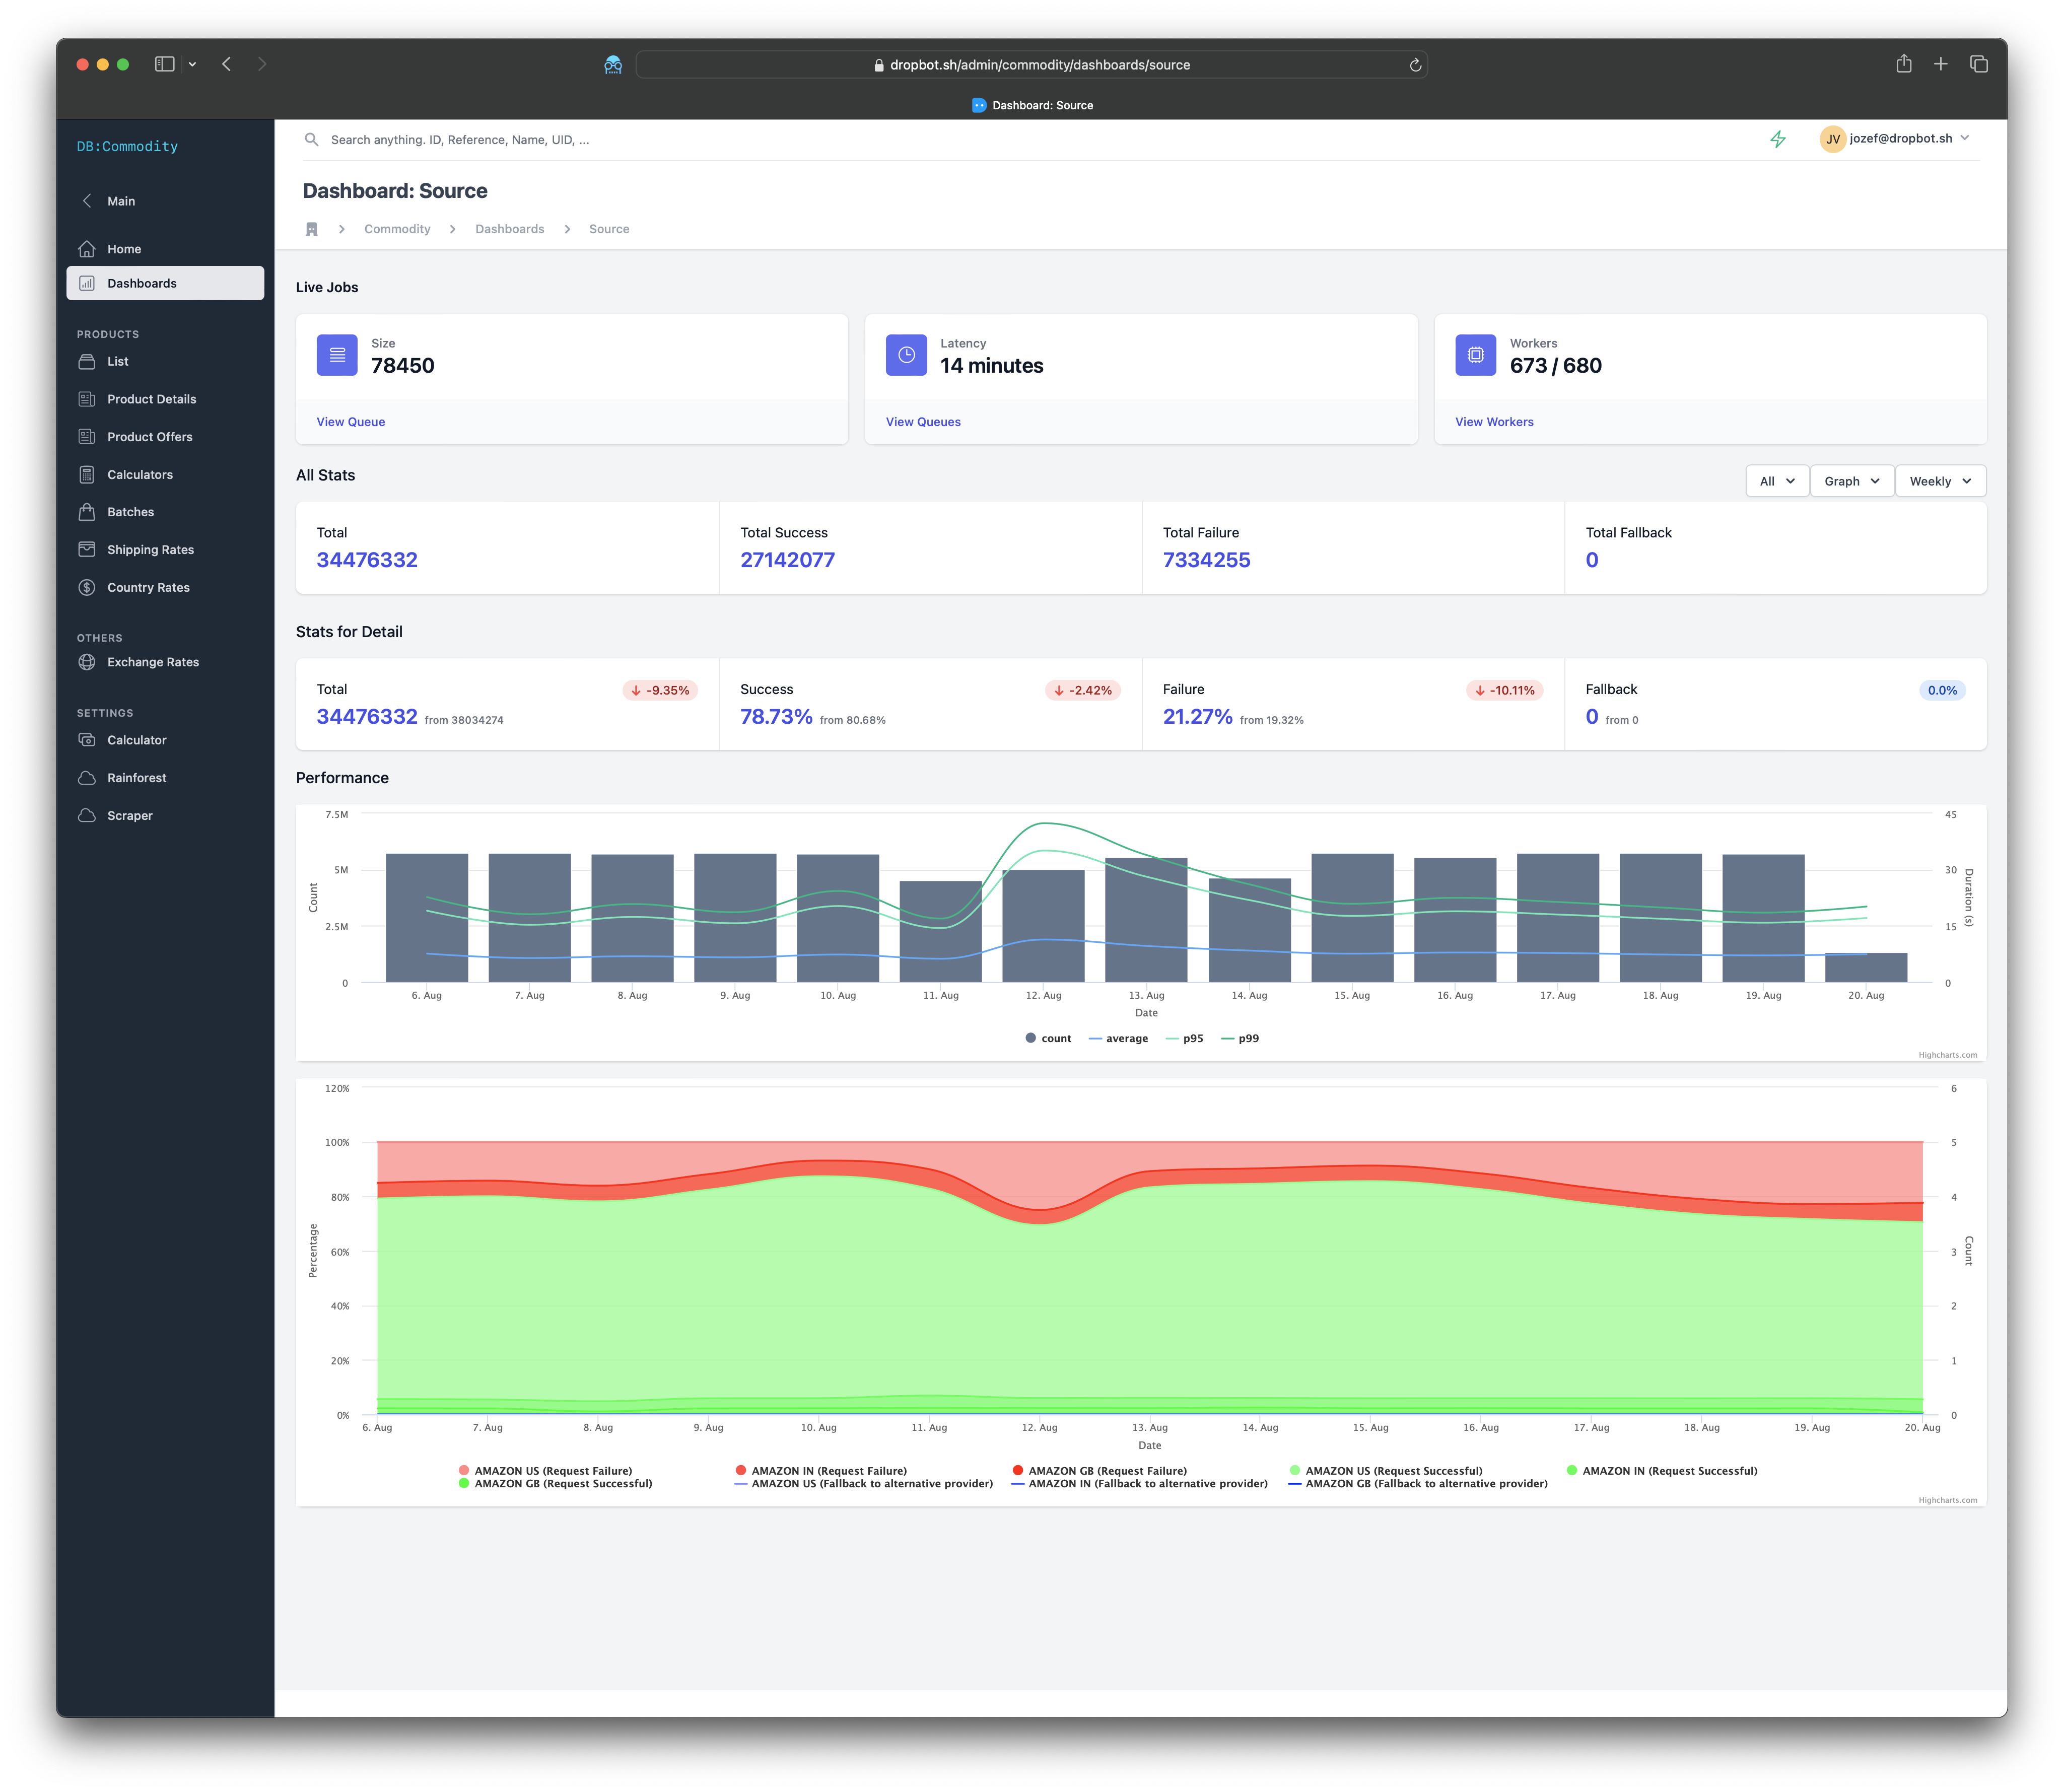 dropbot.sh/admin/commodity/dashboards/source
Dashboard: Source
DB:Commodity
Main
Home
Dashboards
PRODUCTS
List
Product Details
Product Offers
Calculators
Batches
Shipping Rates
Country Rates
OTHERS
Exchange Rates
SETTINGS
Calculator
Rainforest
Scraper
Search anything. ID, Reference, Name, UID, ...
JV jozef@dropbot.sh
Dashboard: Source
Commodity Dashboards Source
Live Jobs
Size
78450
View Queue
Latency
14 minutes
View Queues
Workers
673 / 680
View Workers
All Stats
All Graph Weekly
Total
34476332
Total Success
27142077
Total Failure
7334255
Total Fallback
0
Stats for Detail
Total
-9.35%
34476332 from 38034274
Success
-2.42%
78.73% from 80.68%
Failure
-10.11%
21.27% from 19.32%
Fallback
0.0%
0 from 0
Performance
7.5M
5M
2.5M
0
Count
45
30
15
0
Duration (s)
6. Aug 7. Aug 8. Aug 9. Aug 10. Aug 11. Aug 12. Aug 13. Aug 14. Aug 15. Aug 16. Aug 17. Aug 18. Aug 19. Aug 20. Aug
Date
count average p95 p99
Highcharts.com
120%
100%
80%
60%
40%
20%
0%
Percentage
6
5
4
3
2
1
0
Count
6. Aug 7. Aug 8. Aug 9. Aug 10. Aug 11. Aug 12. Aug 13. Aug 14. Aug 15. Aug 16. Aug 17. Aug 18. Aug 19. Aug 20. Aug
Date
AMAZON US (Request Failure) AMAZON IN (Request Failure) AMAZON GB (Request Failure) AMAZON US (Request Successful) AMAZON IN (Request Successful)
AMAZON GB (Request Successful) AMAZON US (Fallback to alternative provider) AMAZON IN (Fallback to alternative provider) AMAZON GB (Fallback to alternative provider)
Highcharts.com